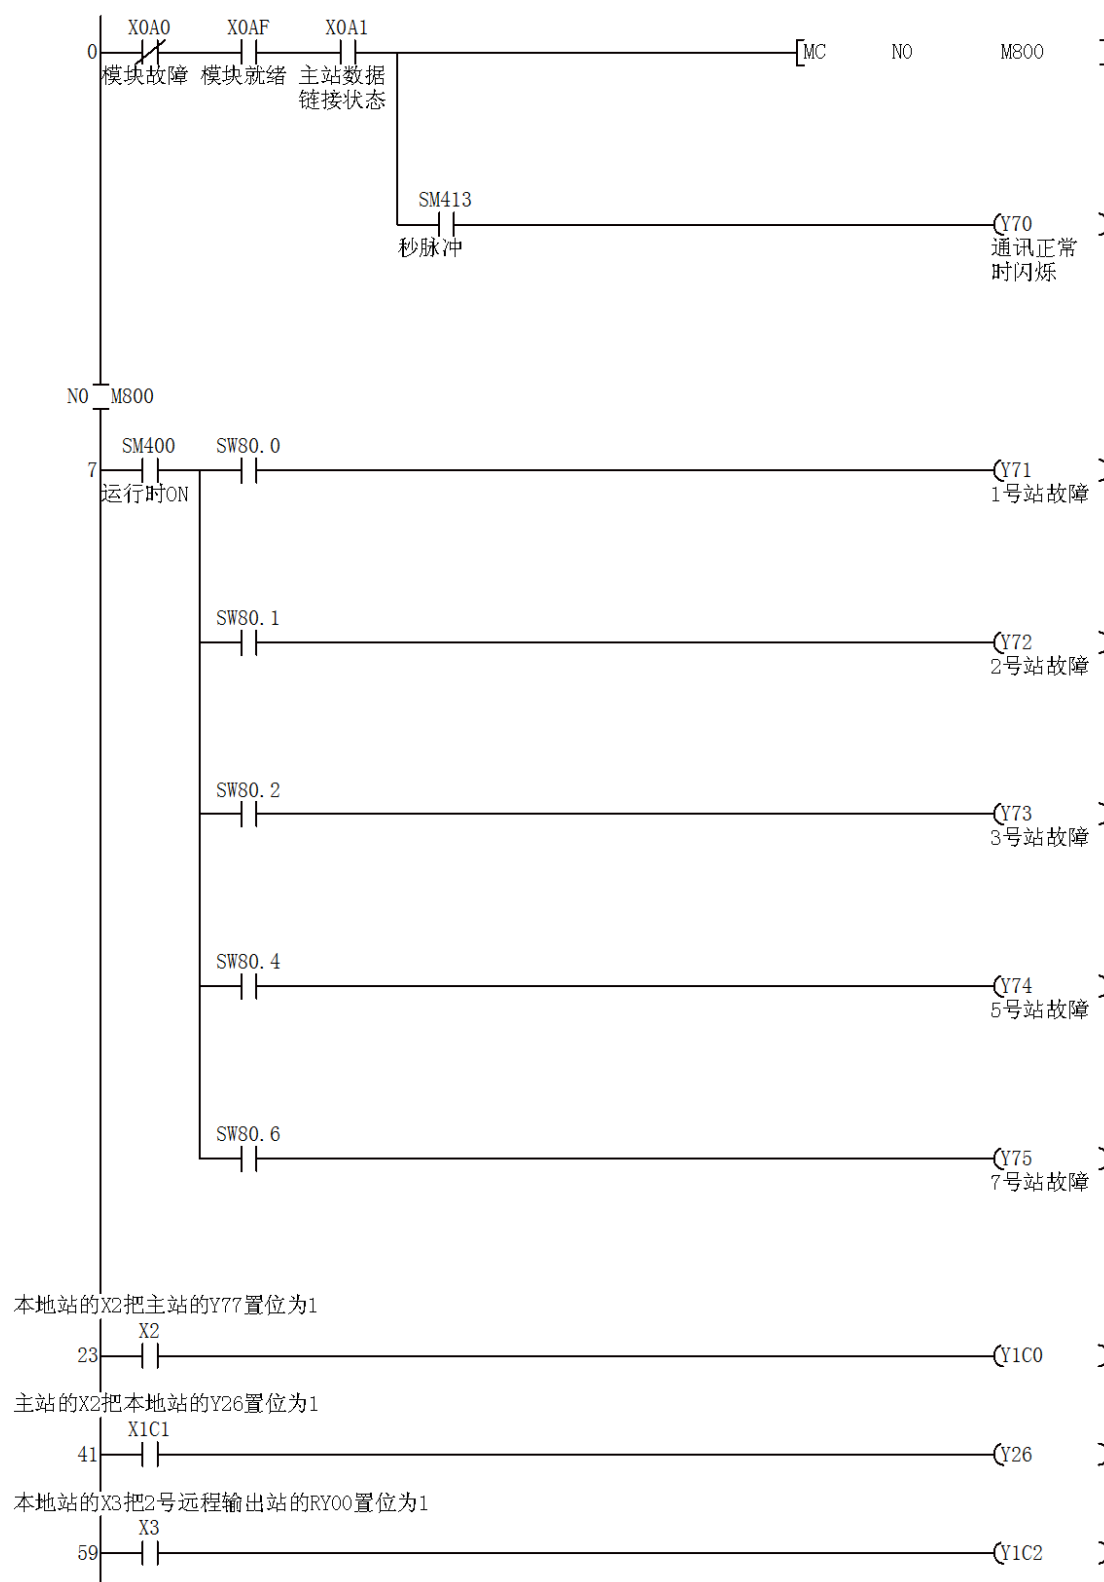 X0A0 X0AF X0A1
0 MC N0 M800
模块故障 模块就绪 主站数据
链接状态
SM413
Y70
秒脉冲 通讯正常
时闪烁
N0 M800
SM400 SW80.0
7 Y71
运行时ON 1号站故障
SW80.1
Y72
2号站故障
SW80.2
Y73
3号站故障
SW80.4
Y74
5号站故障
SW80.6
Y75
7号站故障
本地站的X2把主站的Y77置位为1
X2
23 Y1C0
主站的X2把本地站的Y26置位为1
X1C1
41 Y26
本地站的X3把2号远程输出站的RY00置位为1
X3
59 Y1C2